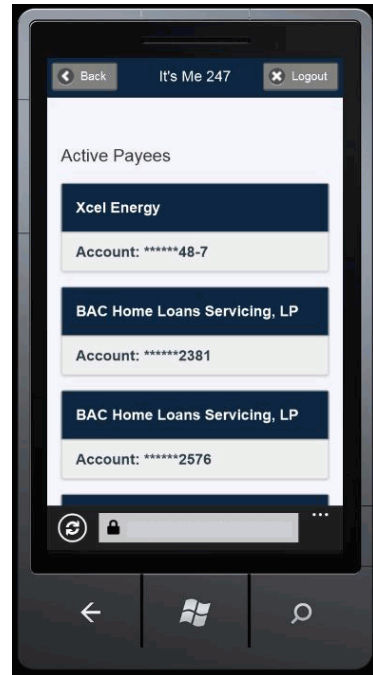 Back
It's Me 247
Logout
Active Payees
Xcel Energy
Account: ******48-7
BAC Home Loans Servicing, LP
Account: ******2381
BAC Home Loans Servicing, LP
Account: ******2576